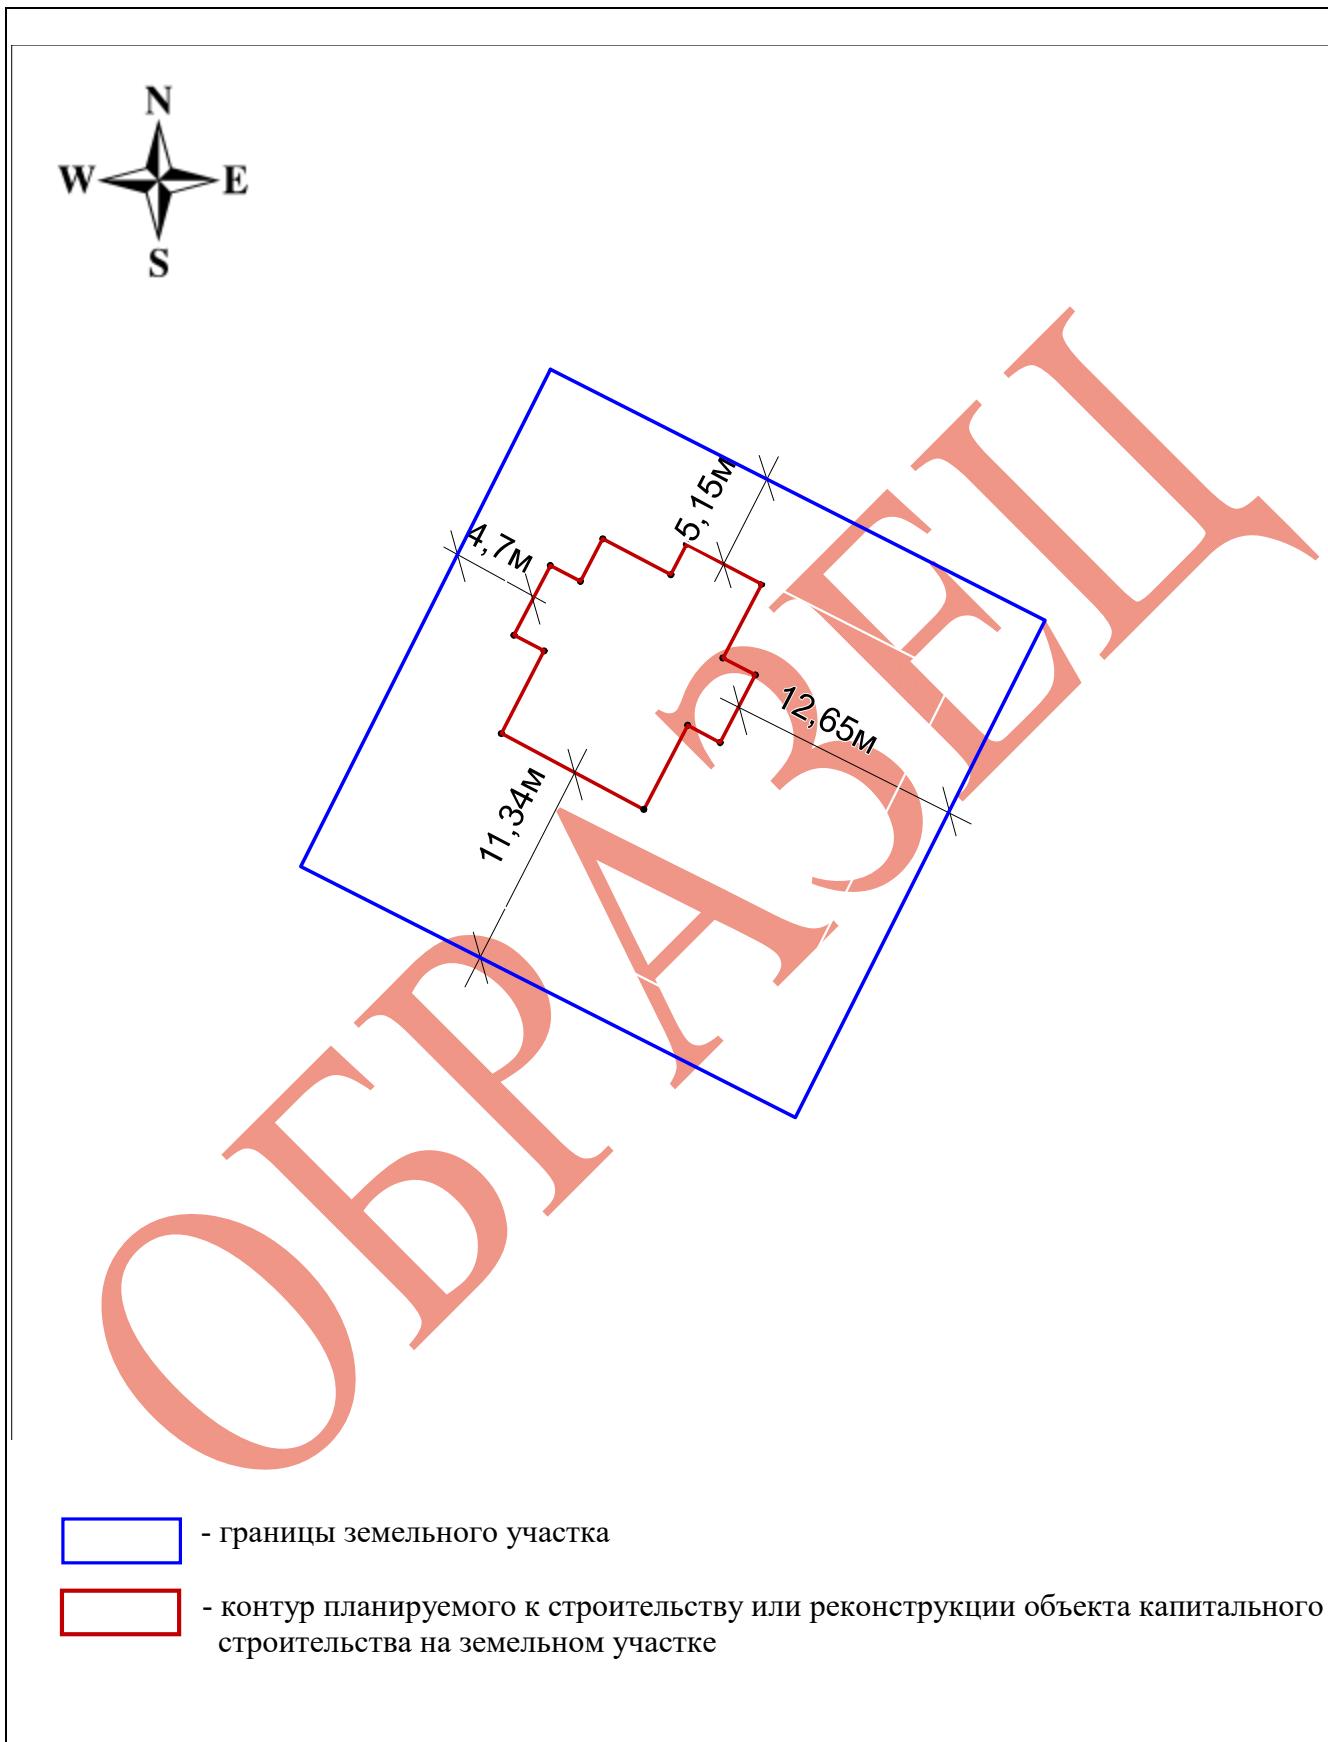 N
W E
S
5,15м
4,7м
12,65м
11,34м
ОБРАЗЕЦ
- границы земельного участка
- контур планируемого к строительству или реконструкции объекта капитального
строительства на земельном участке